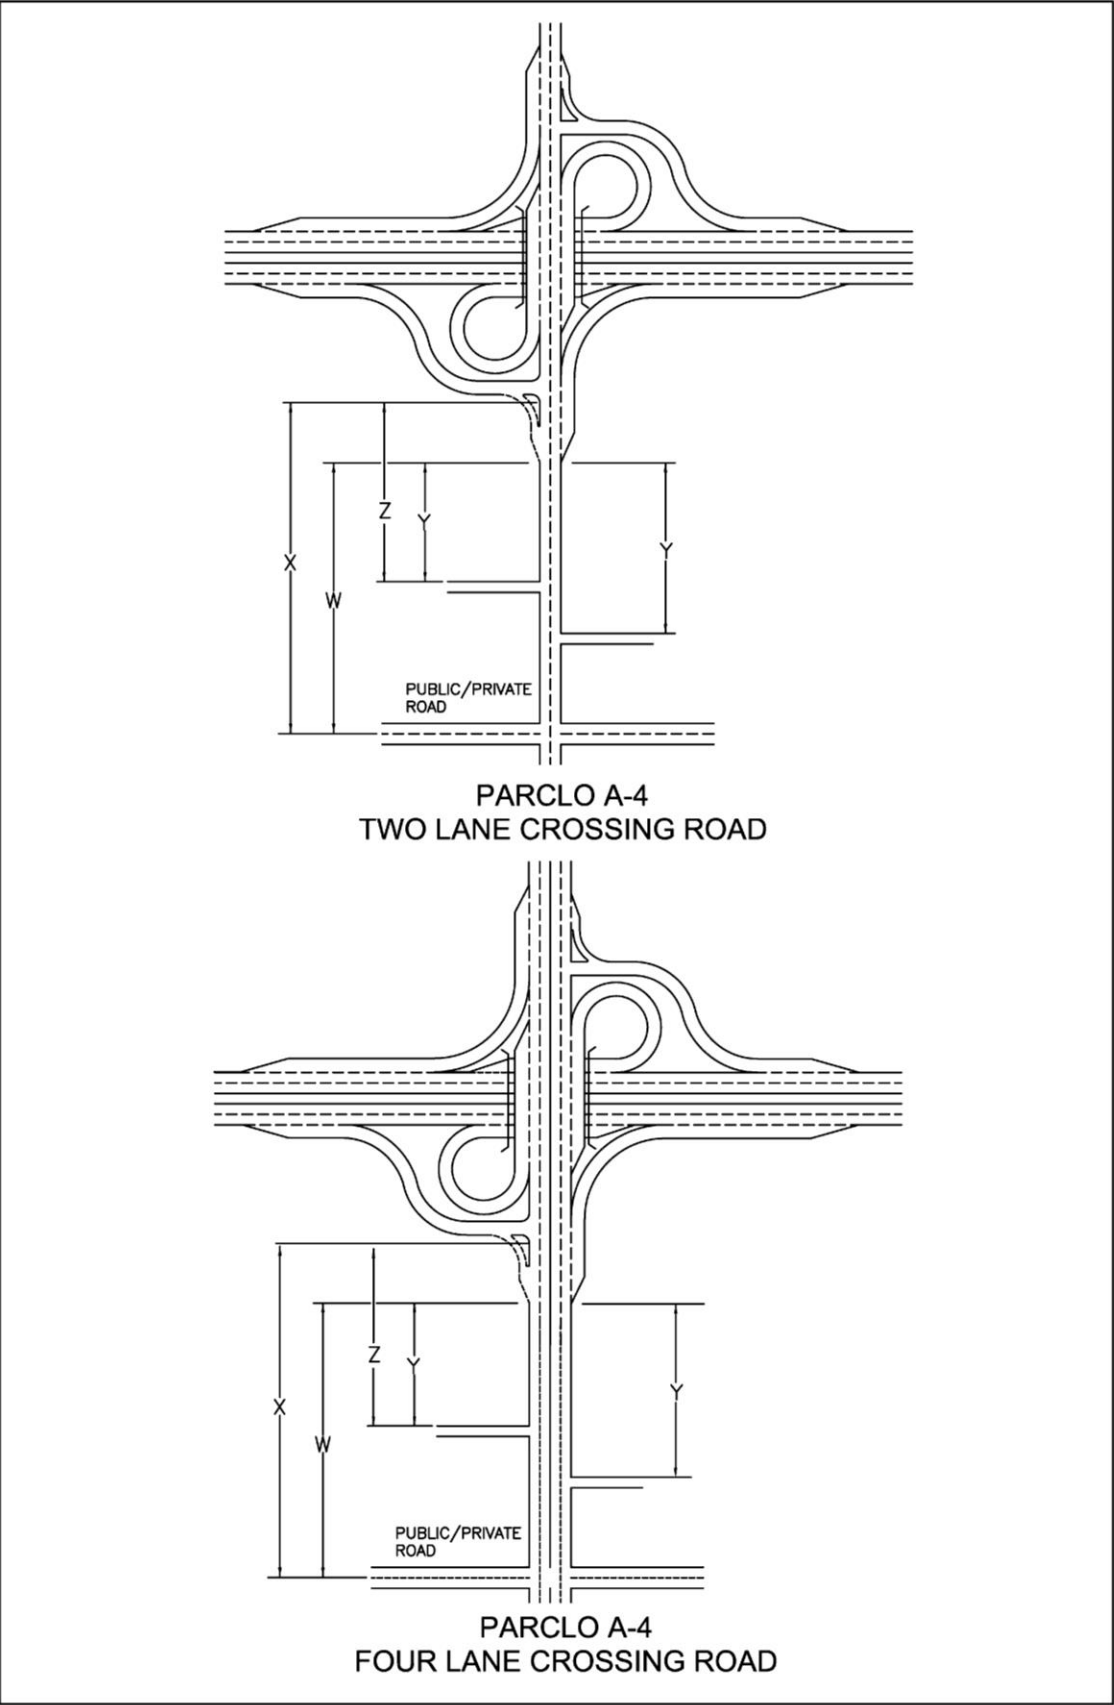 Z
Y
Y
X
W
PUBLIC/PRIVATE
ROAD
PARCLO A-4
TWO LANE CROSSING ROAD
Z
Y
Y
X
W
PUBLIC/PRIVATE
ROAD
PARCLO A-4
FOUR LANE CROSSING ROAD